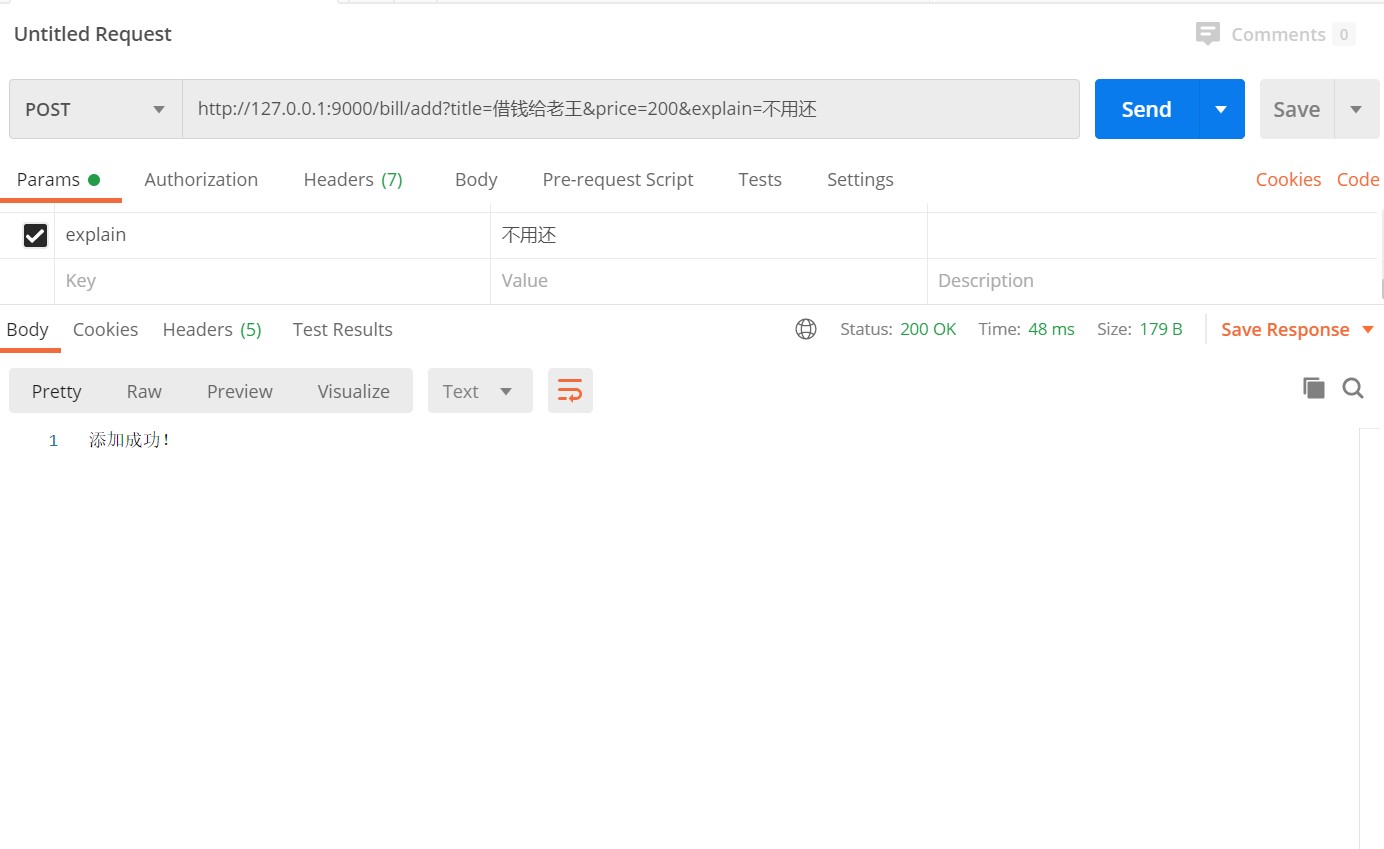 Untitled Request Comments 0
POST http://127.0.0.1:9000/bill/add?title=借钱给老王&price=200&explain=不用还 Send Save
Params Authorization Headers (7) Body Pre-request Script Tests Settings Cookies Code
explain 不用还
Key Value Description
Body Cookies Headers (5) Test Results Status: 200 OK Time: 48 ms Size: 179 B Save Response
Pretty Raw Preview Visualize Text
1 添加成功!